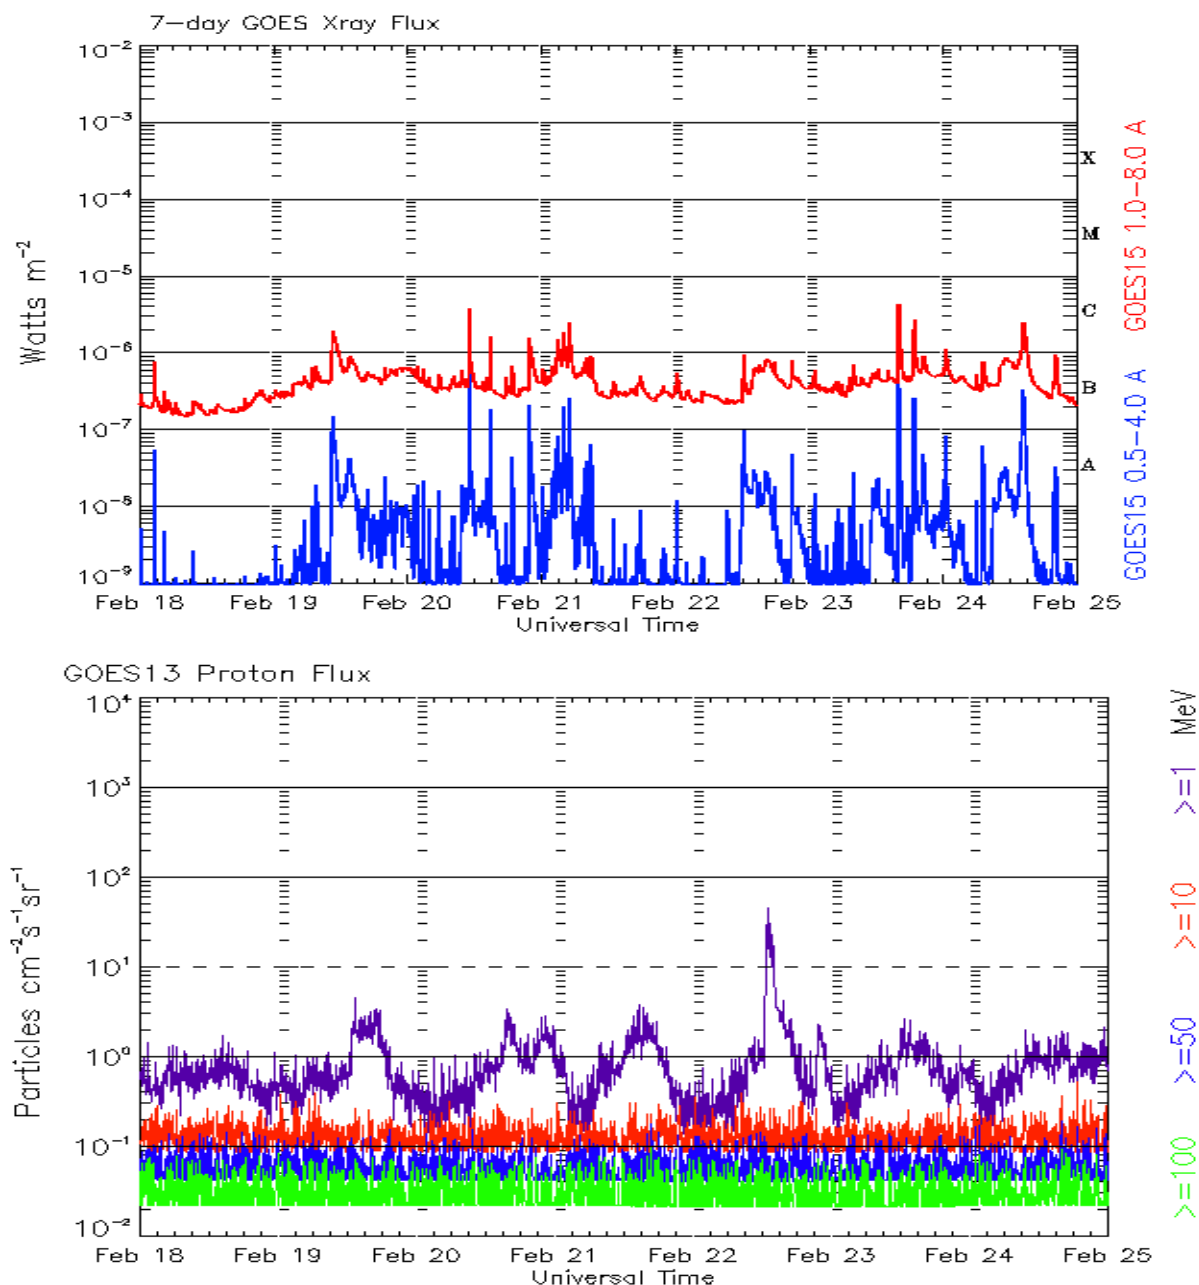 7-day GOES Xray Flux
10⁻²
10⁻³
10⁻⁴
10⁻⁵
10⁻⁶
10⁻⁷
10⁻⁸
10⁻⁹
Watts m⁻²
X
M
C
B
A
GOES15 1.0-8.0 A
GOES15 0.5-4.0 A
Feb 18 Feb 19 Feb 20 Feb 21 Feb 22 Feb 23 Feb 24 Feb 25
Universal Time
GOES13 Proton Flux
10⁴
10³
10²
10¹
10⁰
10⁻¹
10⁻²
Particles cm⁻²s⁻¹sr⁻¹
>=1 MeV
>=10
>=50
>=100
Feb 18 Feb 19 Feb 20 Feb 21 Feb 22 Feb 23 Feb 24 Feb 25
Universal Time